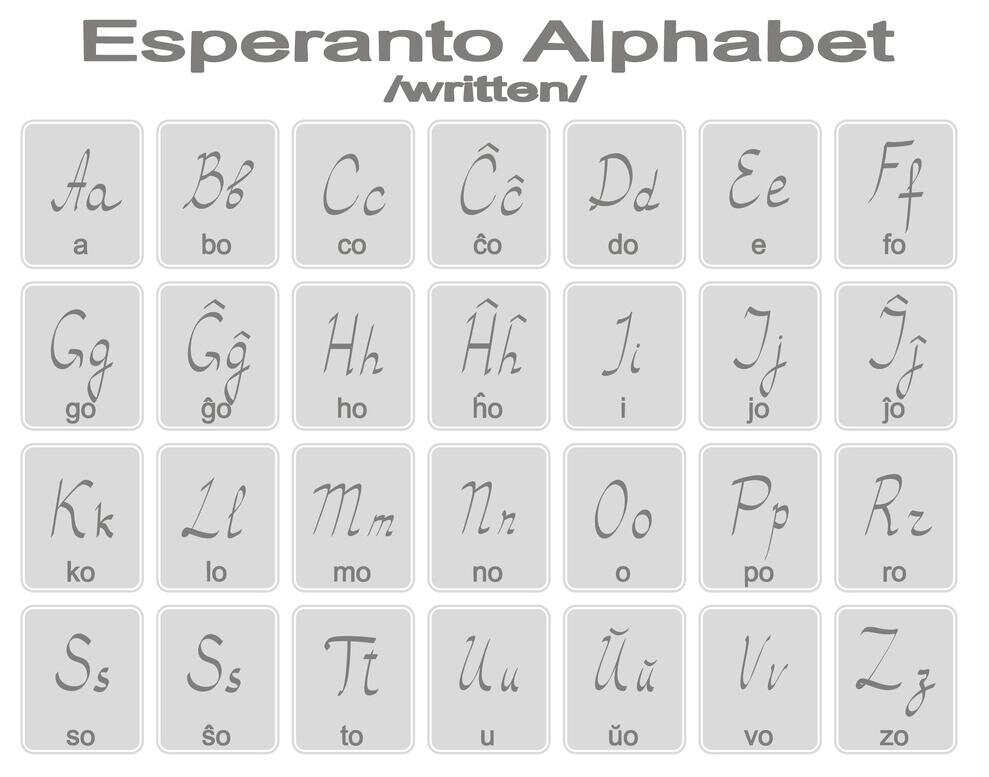 Esperanto Alphabet
/written/
Aa Bb Cc Ĉĉ Dd Ee Ff
a bo co ĉo do e fo
Gg Ĝĝ Hh Ĥĥ Ii Jj Ĵĵ
go ĝo ho ĥo i jo ĵo
Kk Ll Mm Nn Oo Pp Rr
ko lo mo no o po ro
Ss Ss Tt Uu Ŭŭ Vv Zz
so ŝo to u ŭo vo zo